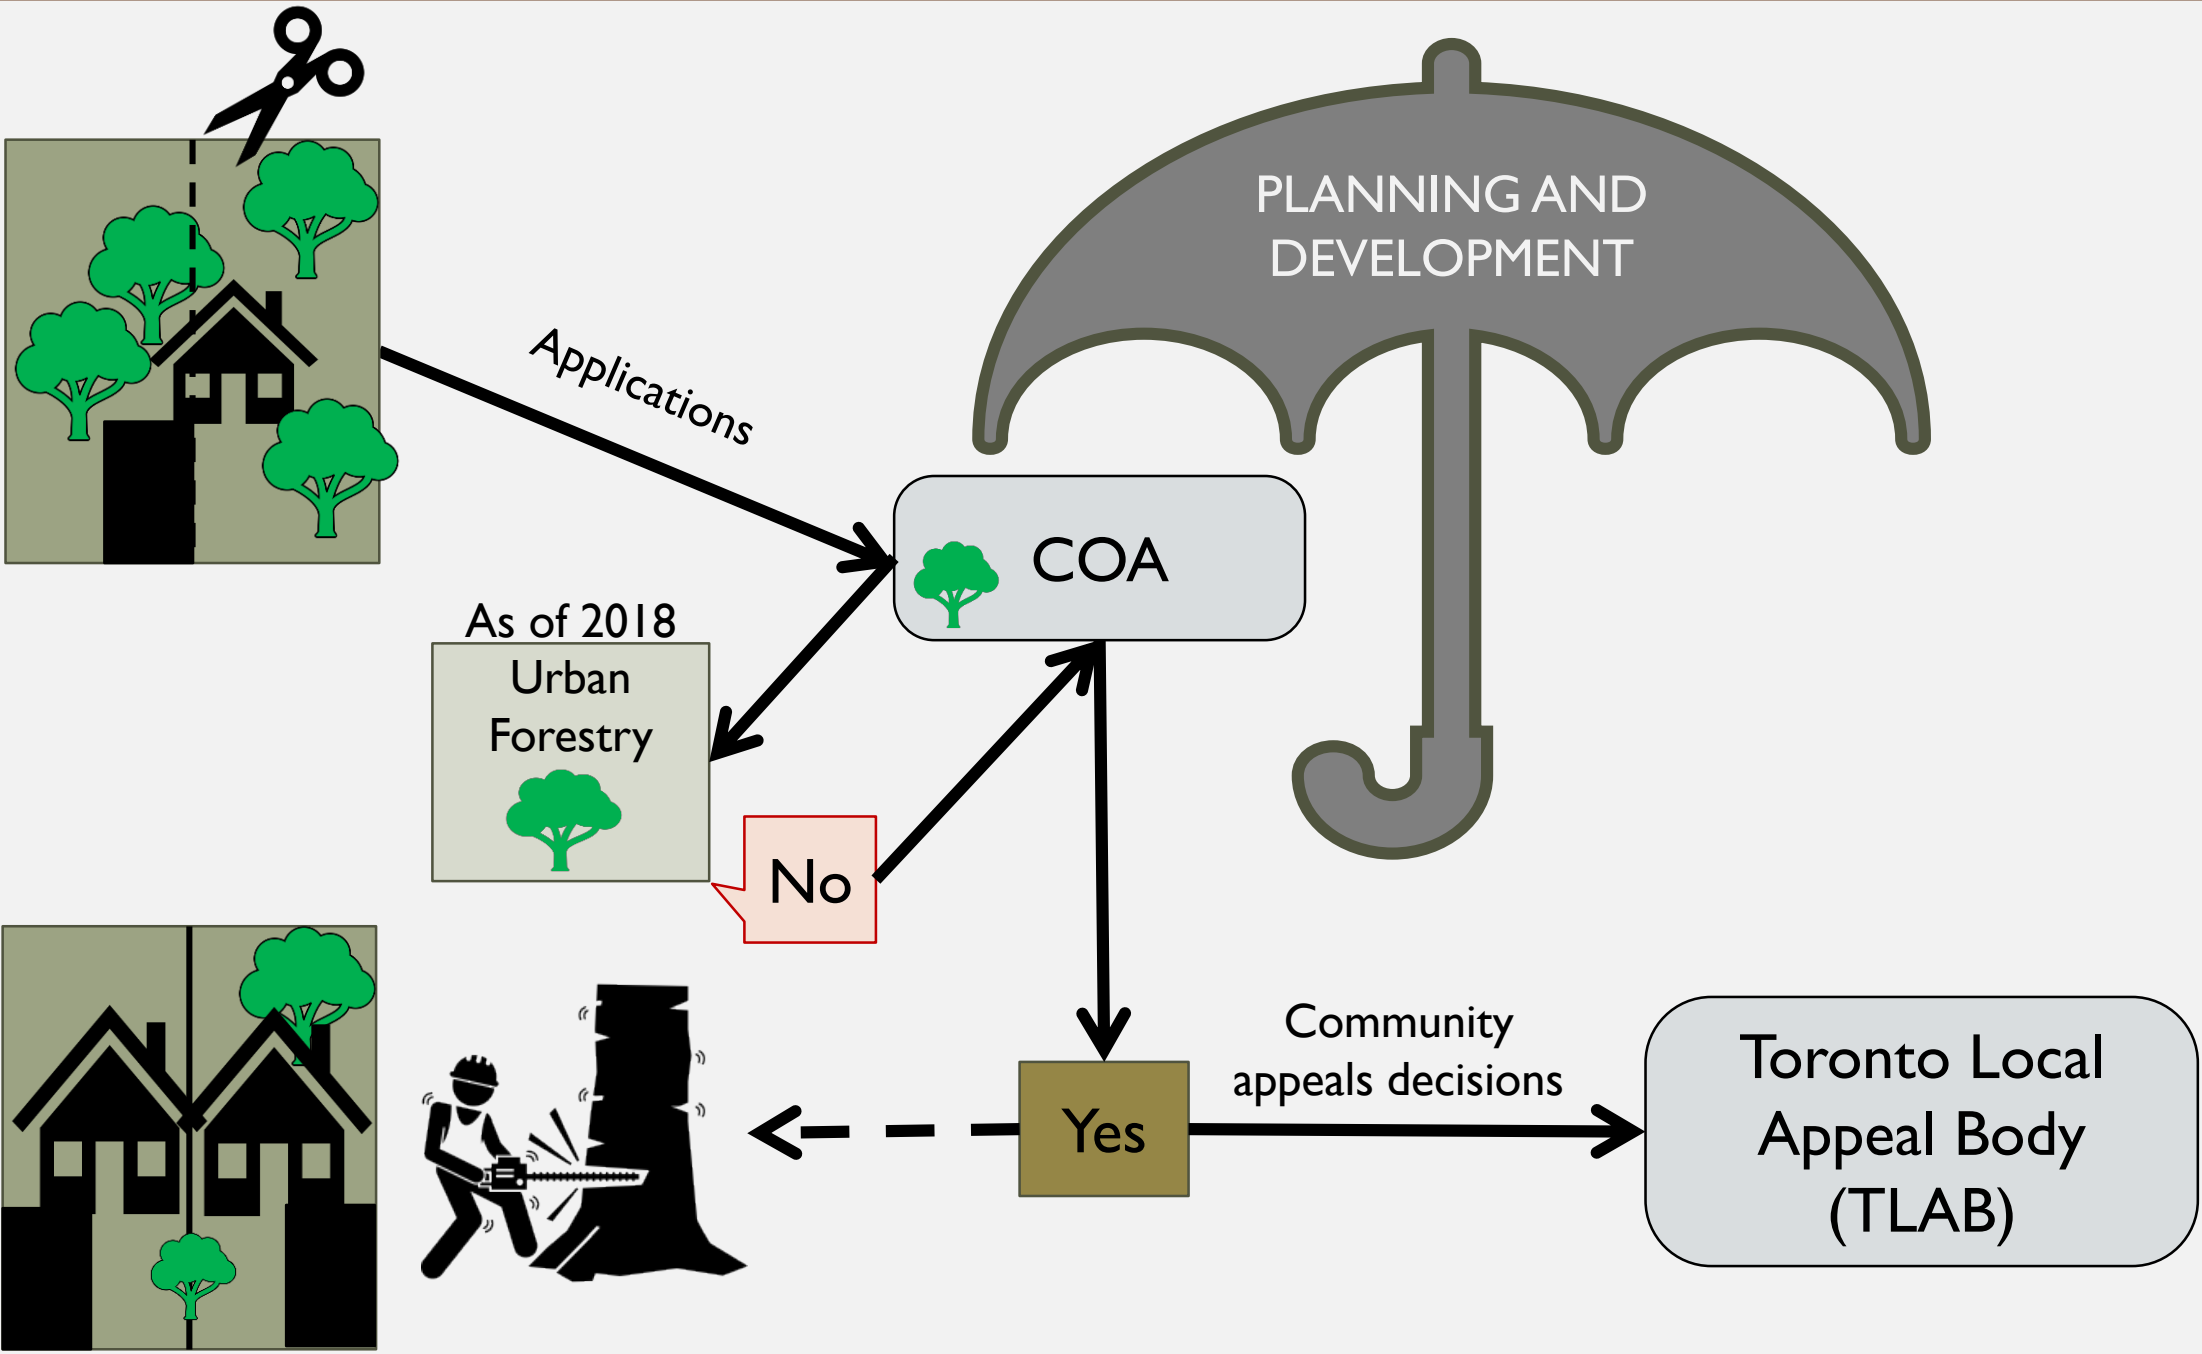 PLANNING AND
DEVELOPMENT
Applications
COA
As of 2018
Urban
Forestry
No
Yes
Community
appeals decisions
Toronto Local
Appeal Body
(TLAB)